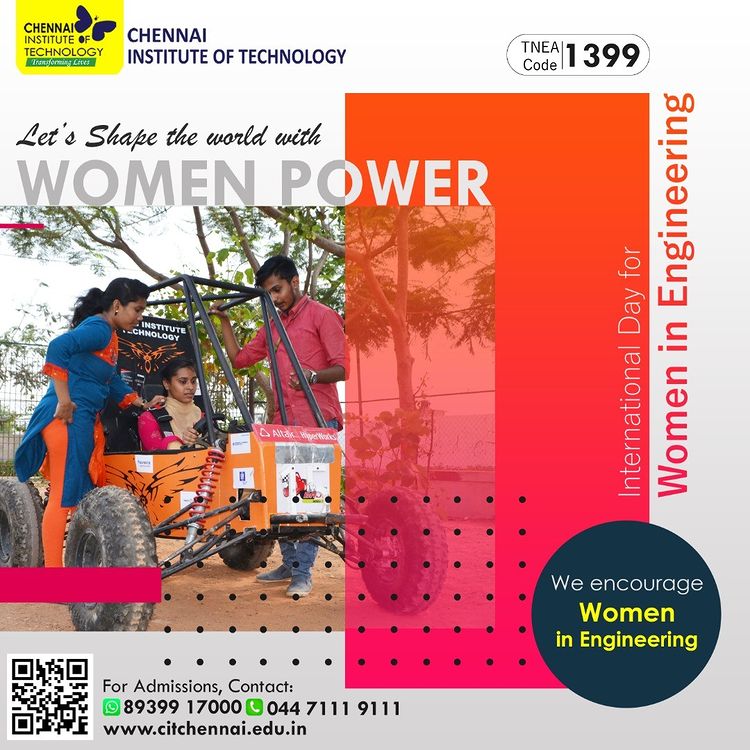 CHENNAI
INSTITUTE OF
TECHNOLOGY
Transforming Lives
CHENNAI
INSTITUTE OF TECHNOLOGY
TNEA
Code
1399
Let's Shape the world with
WOMEN POWER
International Day for
Women in Engineering
INSTITUTE
TECHNOLOGY
Altair
HyperWorks
We encourage
Women
in Engineering
For Admissions, Contact:
89399 17000 044 7111 9111
www.citchennai.edu.in